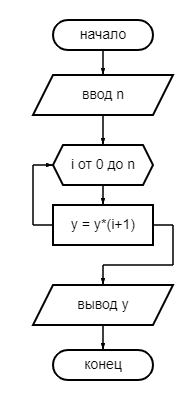 начало
ввод n
i от 0 до n
y = y*(i+1)
вывод y
конец